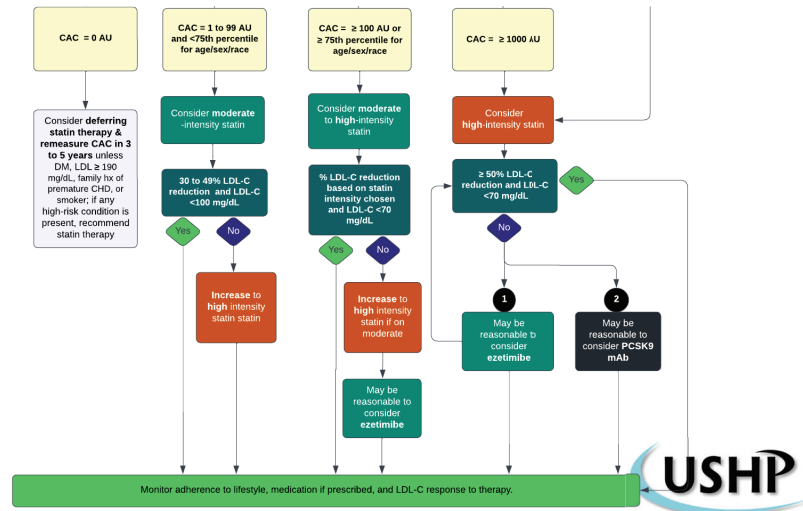 CAC = 0 AU
CAC = 1 to 99 AU
and <75th percentile
for age/sex/race
CAC = ≥ 100 AU or
≥ 75th percentile for
age/sex/race
CAC = ≥ 1000 AU
Consider deferring
statin therapy &
remeasure CAC in 3
to 5 years unless
DM, LDL ≥ 190
mg/dL, family hx of
premature CHD, or
smoker; if any
high-risk condition is
present, recommend
statin therapy
Consider moderate
-intensity statin
Consider moderate
to high-intensity
statin
Consider
high-intensity statin
30 to 49% LDL-C
reduction and LDL-C
<100 mg/dL
% LDL-C reduction
based on statin
intensity chosen
and LDL-C <70
mg/dL
≥ 50% LDL-C
reduction and LDL-C
<70 mg/dL
Yes
Yes
No
Yes
No
No
Increase to
high intensity
statin statin
Increase to
high intensity
statin if on
moderate
1
2
May be
reasonable to
consider
ezetimibe
May be
reasonable to
consider PCSK9
mAb
May be
reasonable to
consider
ezetimibe
Monitor adherence to lifestyle, medication if prescribed, and LDL-C response to therapy.
USHP